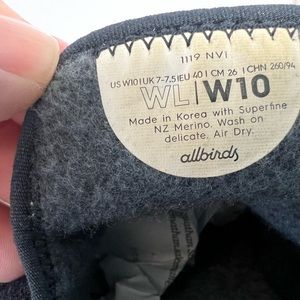 1119 NVI
US W10 | UK 7-7.5 | EU 40 | CM 26 | CHN 260/94
WL | W10
Made in Korea with Superfine
NZ Merino. Wash on
delicate. Air Dry.
allbirds